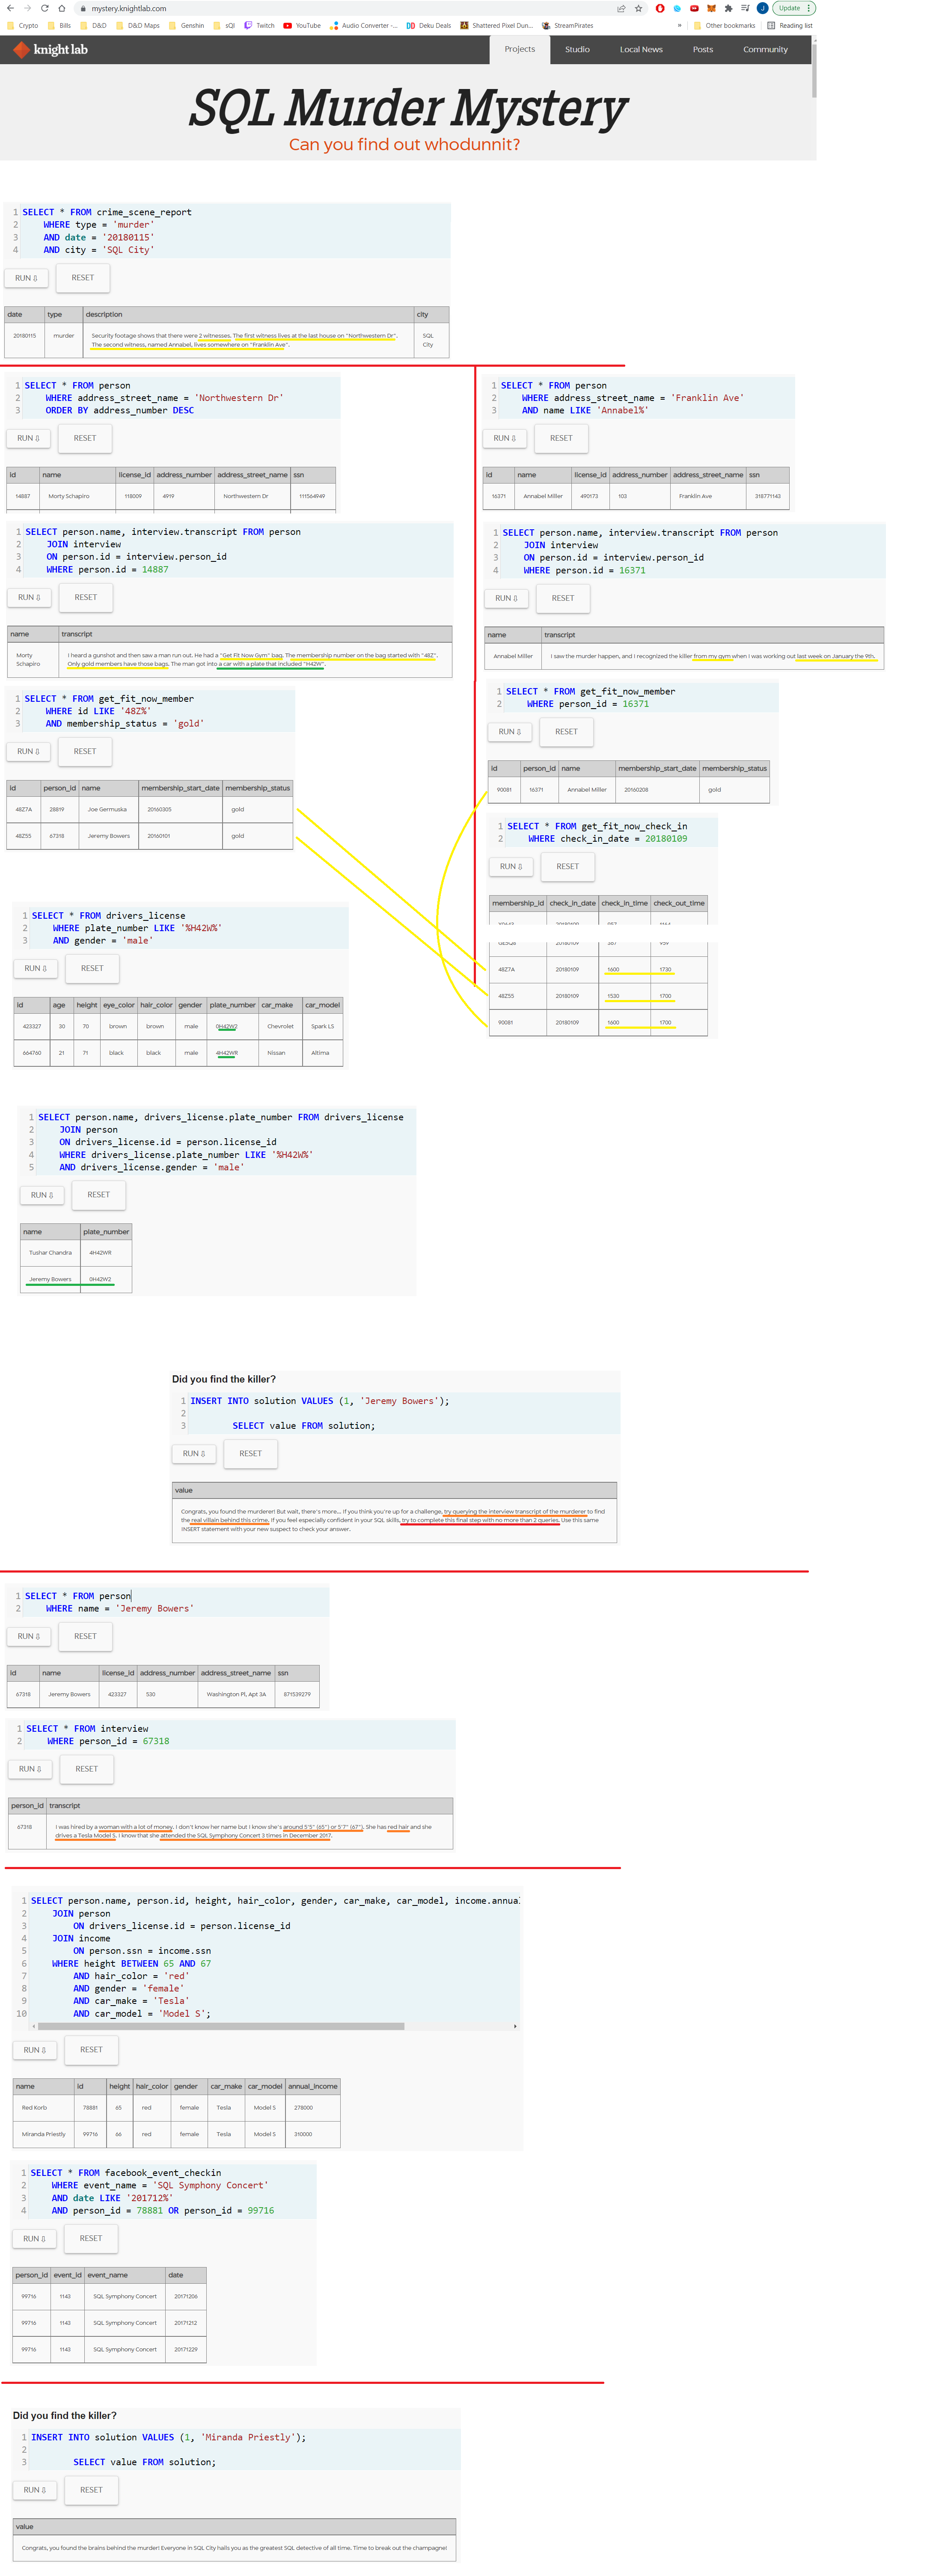 mystery.knightlab.com
Update
Crypto Bills D&D D&D Maps Genshin sQl Twitch YouTube Audio Converter -... Deku Deals Shattered Pixel Dun... StreamPirates » Other bookmarks Reading list
knight lab Projects Studio Local News Posts Community
SQL Murder Mystery
Can you find out whodunnit?
1 SELECT * FROM crime_scene_report
2 WHERE type = 'murder'
3 AND date = '20180115'
4 AND city = 'SQL City'
RUN ⇩ RESET
date type description city
20180115 murder Security footage shows that there were 2 witnesses. The first witness lives at the last house on "Northwestern Dr". SQL
The second witness, named Annabel, lives somewhere on "Franklin Ave". City
1 SELECT * FROM person
2 WHERE address_street_name = 'Northwestern Dr'
3 ORDER BY address_number DESC
RUN ⇩ RESET
id name license_id address_number address_street_name ssn
14887 Morty Schapiro 118009 4919 Northwestern Dr 111564949
1 SELECT person.name, interview.transcript FROM person
2 JOIN interview
3 ON person.id = interview.person_id
4 WHERE person.id = 14887
RUN ⇩ RESET
name transcript
Morty I heard a gunshot and then saw a man run out. He had a "Get Fit Now Gym" bag. The membership number on the bag started with "48Z".
Schapiro Only gold members have those bags. The man got into a car with a plate that included "H42W".
1 SELECT * FROM get_fit_now_member
2 WHERE id LIKE '48Z%'
3 AND membership_status = 'gold'
RUN ⇩ RESET
id person_id name membership_start_date membership_status
48Z7A 28819 Joe Germuska 20160305 gold
48Z55 67318 Jeremy Bowers 20160101 gold
1 SELECT * FROM person
2 WHERE address_street_name = 'Franklin Ave'
3 AND name LIKE 'Annabel%'
RUN ⇩ RESET
id name license_id address_number address_street_name ssn
16371 Annabel Miller 490173 103 Franklin Ave 318771143
1 SELECT person.name, interview.transcript FROM person
2 JOIN interview
3 ON person.id = interview.person_id
4 WHERE person.id = 16371
RUN ⇩ RESET
name transcript
Annabel Miller I saw the murder happen, and I recognized the killer from my gym when I was working out last week on January the 9th.
1 SELECT * FROM get_fit_now_member
2 WHERE person_id = 16371
RUN ⇩ RESET
id person_id name membership_start_date membership_status
90081 16371 Annabel Miller 20160208 gold
1 SELECT * FROM get_fit_now_check_in
2 WHERE check_in_date = 20180109
RUN ⇩ RESET
membership_id check_in_date check_in_time check_out_time
48Z7A 20180109 1600 1730
48Z55 20180109 1530 1700
90081 20180109 1600 1700
1 SELECT * FROM drivers_license
2 WHERE plate_number LIKE '%H42W%'
3 AND gender = 'male'
RUN ⇩ RESET
id age height eye_color hair_color gender plate_number car_make car_model
423327 30 70 brown brown male 0H42W2 Chevrolet Spark LS
664760 21 71 black black male 4H42WR Nissan Altima
1 SELECT person.name, drivers_license.plate_number FROM drivers_license
2 JOIN person
3 ON drivers_license.id = person.license_id
4 WHERE drivers_license.plate_number LIKE '%H42W%'
5 AND drivers_license.gender = 'male'
RUN ⇩ RESET
name plate_number
Tushar Chandra 4H42WR
Jeremy Bowers 0H42W2
Did you find the killer?
1 INSERT INTO solution VALUES (1, 'Jeremy Bowers');
2
3 SELECT value FROM solution;
RUN ⇩ RESET
value
Congrats, you found the murderer! But wait, there's more... If you think you're up for a challenge, try querying the interview transcript of the murderer to find
the real villain behind this crime. If you feel especially confident in your SQL skills, try to complete this final step with no more than 2 queries. Use this same
INSERT statement with your new suspect to check your answer.
1 SELECT * FROM person
2 WHERE name = 'Jeremy Bowers'
RUN ⇩ RESET
id name license_id address_number address_street_name ssn
67318 Jeremy Bowers 423327 530 Washington Pl, Apt 3A 871539279
1 SELECT * FROM interview
2 WHERE person_id = 67318
RUN ⇩ RESET
person_id transcript
67318 I was hired by a woman with a lot of money. I don't know her name but I know she's around 5'5" (65") or 5'7" (67"). She has red hair and she
drives a Tesla Model S. I know that she attended the SQL Symphony Concert 3 times in December 2017.
1 SELECT person.name, person.id, height, hair_color, gender, car_make, car_model, income.annual
2 JOIN person
3 ON drivers_license.id = person.license_id
4 JOIN income
5 ON person.ssn = income.ssn
6 WHERE height BETWEEN 65 AND 67
7 AND hair_color = 'red'
8 AND gender = 'female'
9 AND car_make = 'Tesla'
10 AND car_model = 'Model S';
RUN ⇩ RESET
name id height hair_color gender car_make car_model annual_income
Red Korb 78881 65 red female Tesla Model S 278000
Miranda Priestly 99716 66 red female Tesla Model S 310000
1 SELECT * FROM facebook_event_checkin
2 WHERE event_name = 'SQL Symphony Concert'
3 AND date LIKE '201712%'
4 AND person_id = 78881 OR person_id = 99716
RUN ⇩ RESET
person_id event_id event_name date
99716 1143 SQL Symphony Concert 20171206
99716 1143 SQL Symphony Concert 20171212
99716 1143 SQL Symphony Concert 20171229
Did you find the killer?
1 INSERT INTO solution VALUES (1, 'Miranda Priestly');
2
3 SELECT value FROM solution;
RUN ⇩ RESET
value
Congrats, you found the brains behind the murder! Everyone in SQL City hails you as the greatest SQL detective of all time. Time to break out the champagne!